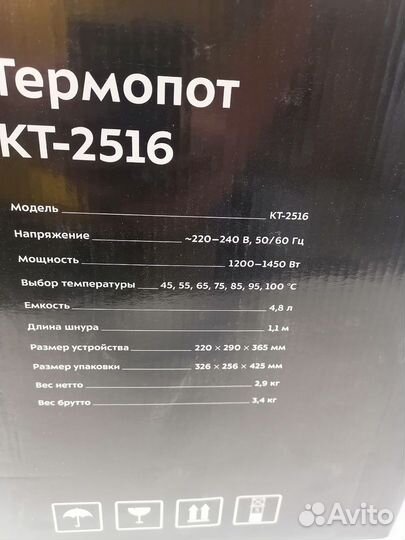 Термопот
КТ-2516
Модель КТ-2516
Напряжение ~220–240 В, 50/60 Гц
Мощность 1200–1450 Вт
Выбор температуры 45, 55, 65, 75, 85, 95, 100 °С
Емкость 4,8 л
Длина шнура 1,1 м
Размер устройства 220 × 290 × 365 мм
Размер упаковки 326 × 256 × 425 мм
Вес нетто 2,9 кг
Вес брутто 3,4 кг
Avito